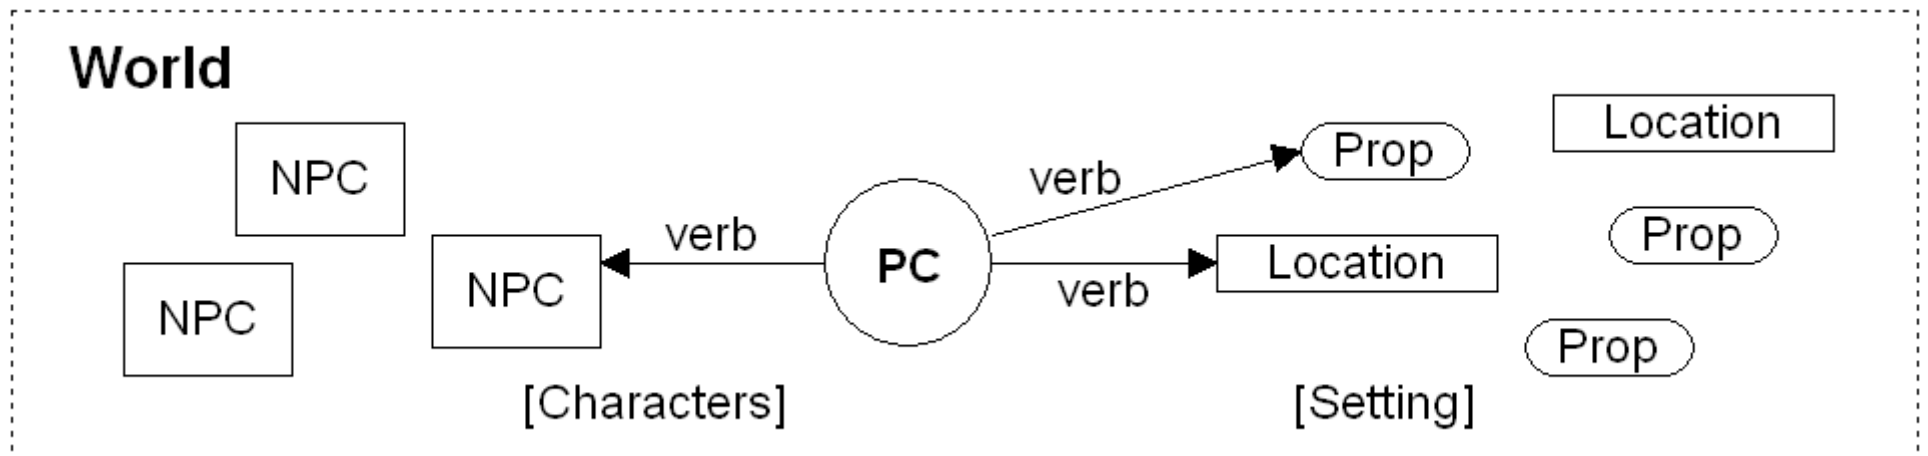 World
Location
NPC
Prop
verb
Prop
verb
PC
Location
NPC
verb
NPC
Prop
[Characters]
[Setting]